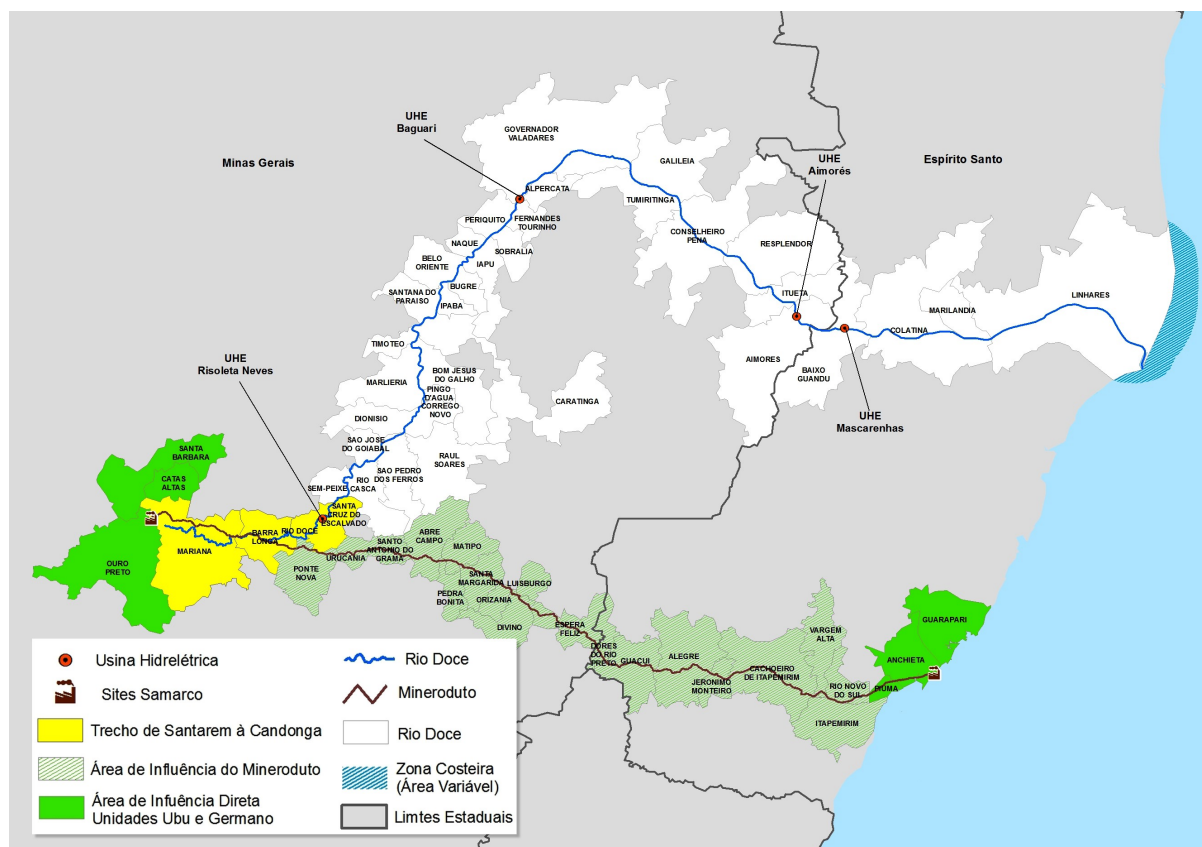 UHE
Baguari
GOVERNADOR
VALADARES
Minas Gerais
GALILEIA
UHE
Aimorés
Espírito Santo
ALPERCATA
TUMIRITINGA
PERIQUITO
FERNANDES
TOURINHO
CONSELHEIRO
PENA
NAQUE
SOBRALIA
RESPLENDOR
BELO
ORIENTE
IAPU
BUGRE
SANTANA DO
PARAISO
IPABA
ITUETA
LINHARES
MARILANDIA
COLATINA
TIMOTEO
UHE
Risoleta Neves
AIMORES
BAIXO
GUANDU
BOM JESUS
DO GALHO
MARLIERIA
PINGO
D'AGUA
CORREGO
NOVO
CARATINGA
UHE
Mascarenhas
DIONISIO
SAO JOSE
DO GOIABAL
SANTA
BARBARA
RAUL
SOARES
CATAS
ALTAS
SAO PEDRO
DOS FERROS
SEM-PEIXE
RIO
CASCA
SANTA
CRUZ DO
ESCALVADO
BARRA
LONGA
RIO DOCE
MARIANA
ABRE
CAMPO
SANTO
ANTONIO DO
GRAMA
MATIPO
URUCANIA
OURO
PRETO
PONTE
NOVA
SANTA
MARGARIDA
LUISBURGO
PEDRA
BONITA
ORIZANIA
DIVINO
ESPERA
FELIZ
DORES
DO RIO
PRETO
GUACUI
ALEGRE
VARGEM
ALTA
GUARAPARI
ANCHIETA
CACHOEIRO
DE ITAPEMIRIM
JERONIMO
MONTEIRO
RIO NOVO
DO SUL
PIUMA
ITAPEMIRIM
Usina Hidrelétrica
Rio Doce
Sites Samarco
Mineroduto
Trecho de Santarem à Candonga
Rio Doce
Área de Influência do Mineroduto
Zona Costeira
(Área Variável)
Área de Infuência Direta
Unidades Ubu e Germano
Limtes Estaduais